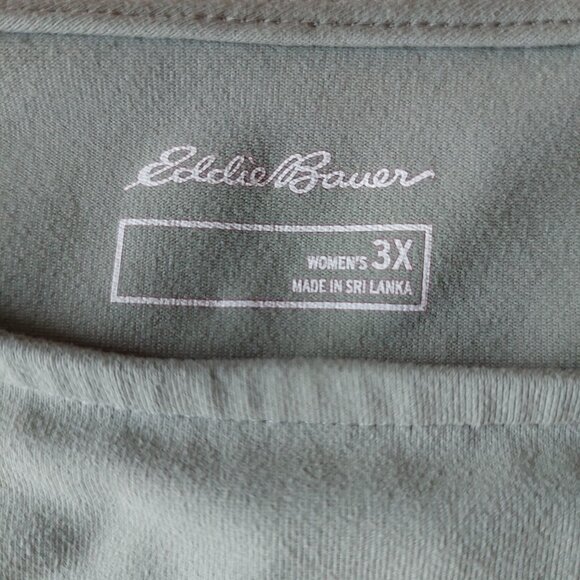 Eddie Bauer
WOMEN'S 3X
MADE IN SRI LANKA